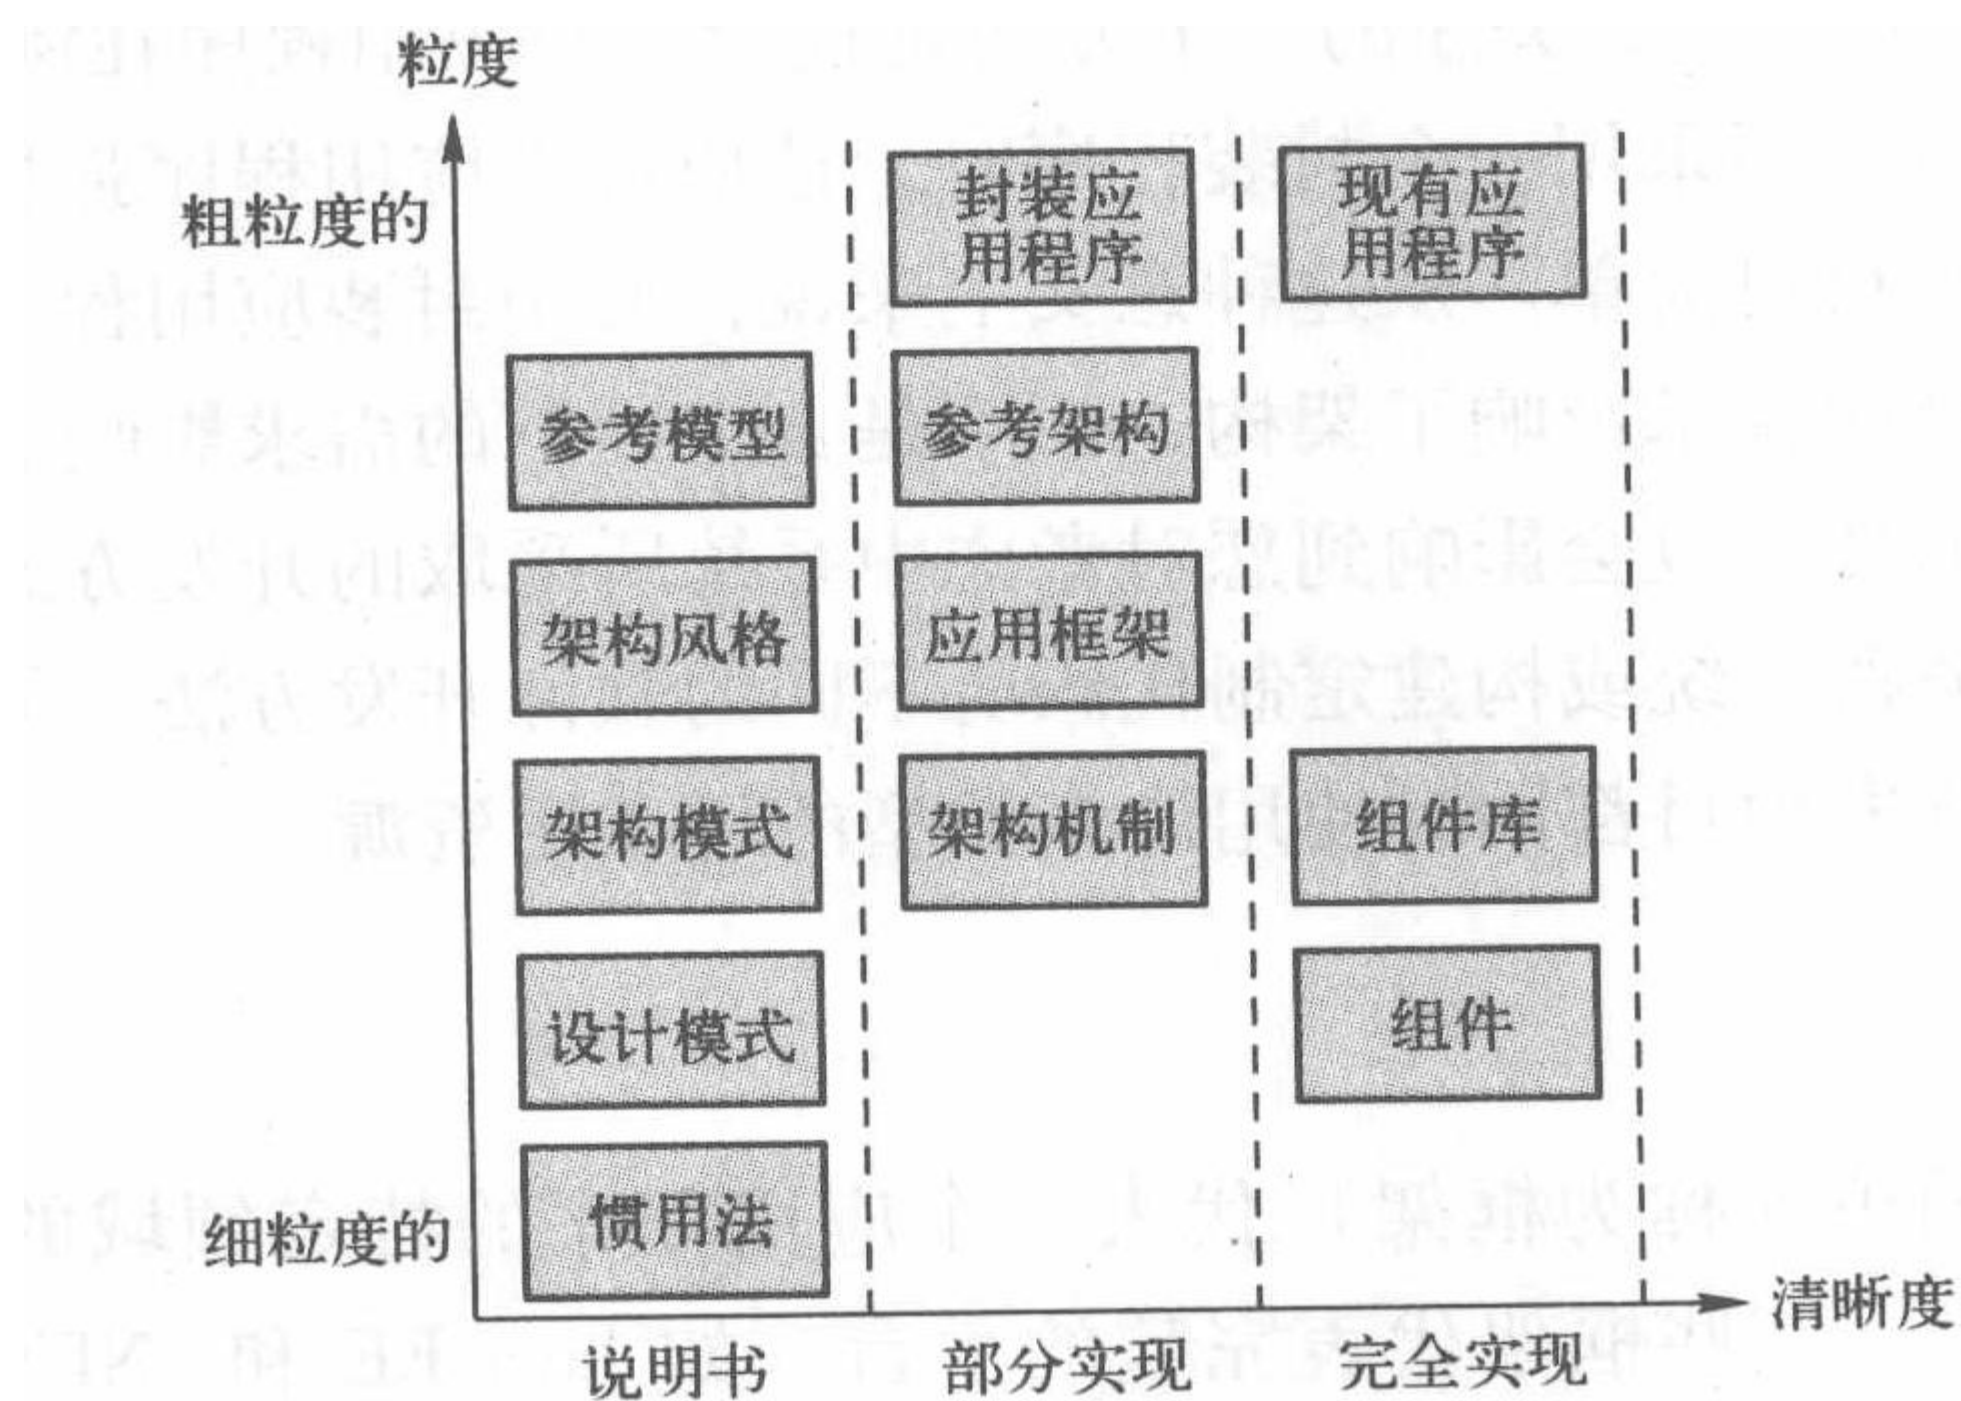 粒度
粗粒度的
封装应
用程序
现有应
用程序
参考模型
参考架构
架构风格
应用框架
架构模式
架构机制
组件库
设计模式
组件
惯用法
细粒度的
清晰度
说明书
部分实现
完全实现